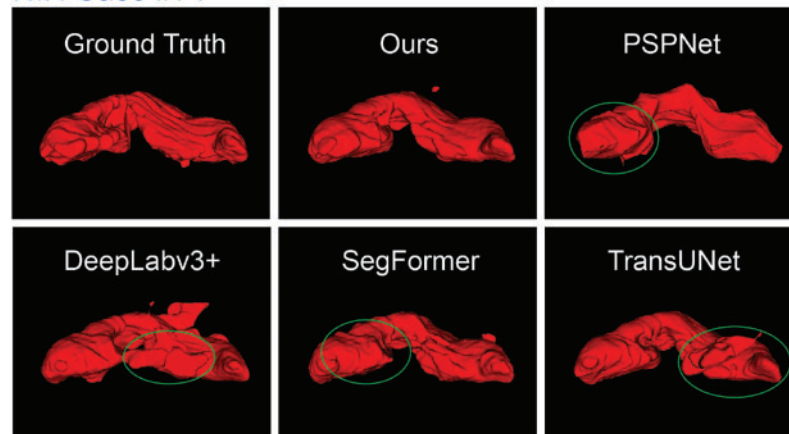 Ground Truth
Ours
PSPNet
DeepLabv3+
SegFormer
TransUNet